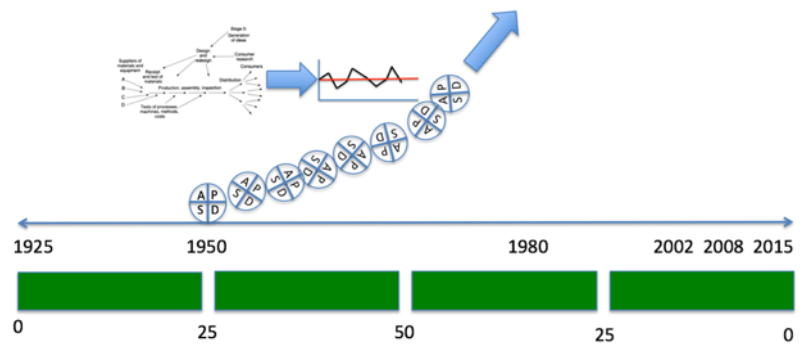 Stage 0:
Generation
of ideas
Design
and
redesign
Consumer
research
Suppliers of
materials and
equipment
Receipt
and test of
materials
Consumers
Distribution
A
B
C
D
Production, assembly, inspection
Tests of processes,
machines, methods,
costs
A P
S D
A P
S D
A P
S D
A P
S D
A P
S D
A P
S D
A P
S D
A P
S D
1925 1950 1980 2002 2008 2015
0 25 50 25 0